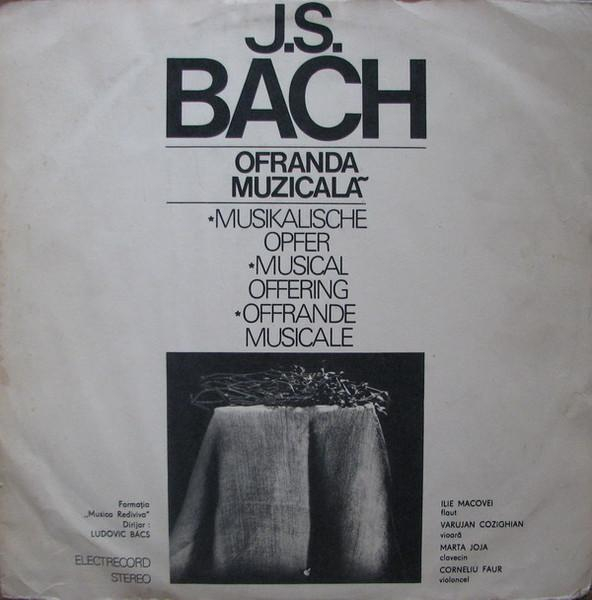 J.S.
BACH
OFRANDA
MUZICALĂ
*MUSIKALISCHE
OPFER
*MUSICAL
OFFERING
*OFFRANDE
MUSICALE
Formația
„Musica Rediviva”
Dirijor :
LUDOVIC BACS
ELECTRECORD
STEREO
ILIE MACOVEI
flaut
VARUJAN COZIGHIAN
vioară
MARTA JOJA
clavecin
CORNELIU FAUR
violoncel